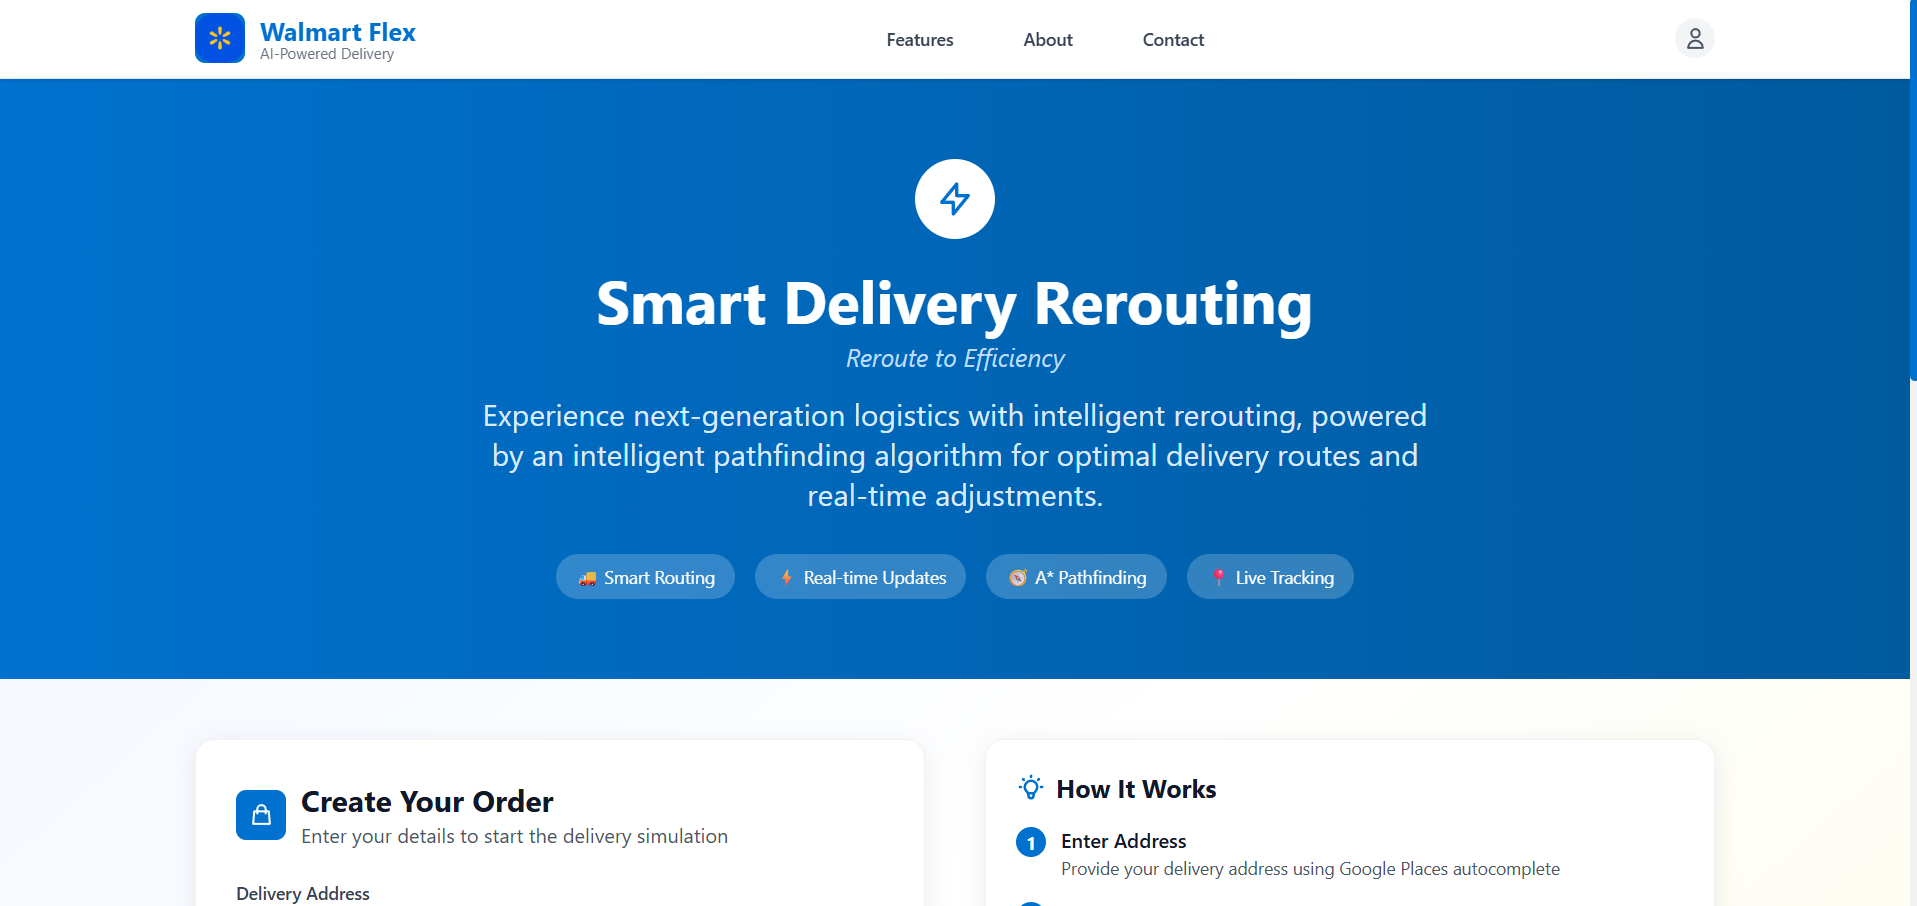 Walmart Flex
AI-Powered Delivery
Features
About
Contact
Smart Delivery Rerouting
Reroute to Efficiency
Experience next-generation logistics with intelligent rerouting, powered
by an intelligent pathfinding algorithm for optimal delivery routes and
real-time adjustments.
Smart Routing
Real-time Updates
A* Pathfinding
Live Tracking
Create Your Order
Enter your details to start the delivery simulation
Delivery Address
How It Works
1
Enter Address
Provide your delivery address using Google Places autocomplete